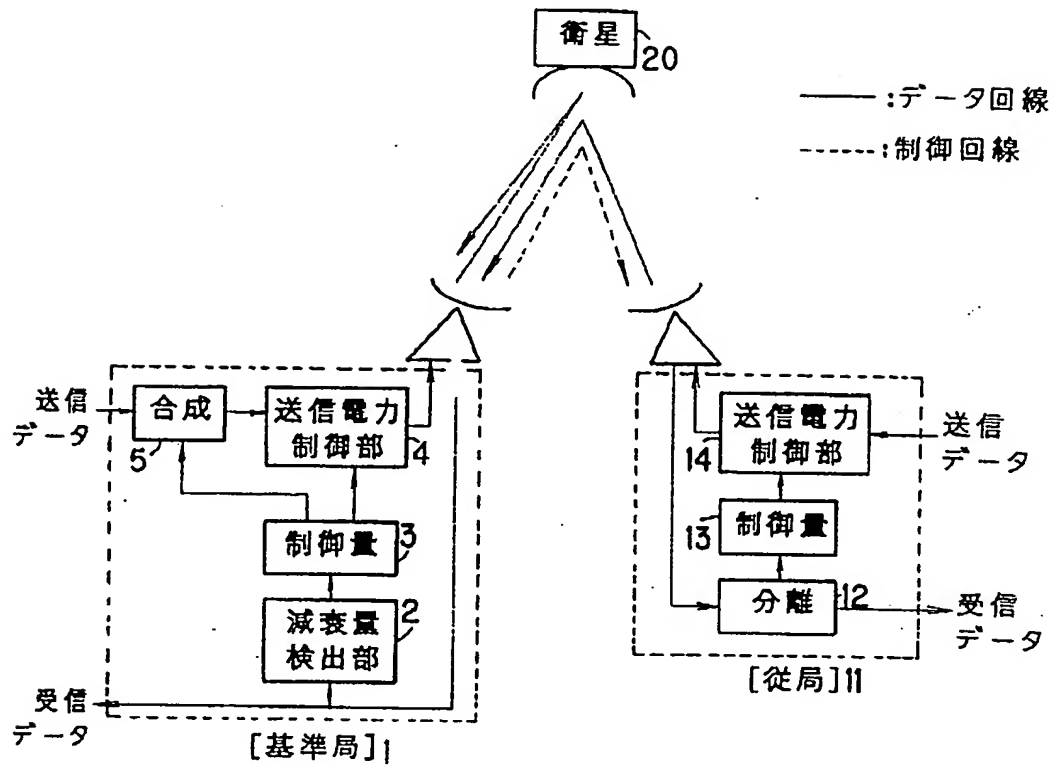 衛星
20
———:データ回線
-----:制御回線
送信
データ
合成
5
送信電力
制御部
4
制御量
3
減衰量
検出部
2
受信
データ
[基準局]1
送信電力
制御部
14
送信
データ
制御量
13
分離
12
受信
データ
[従局]11